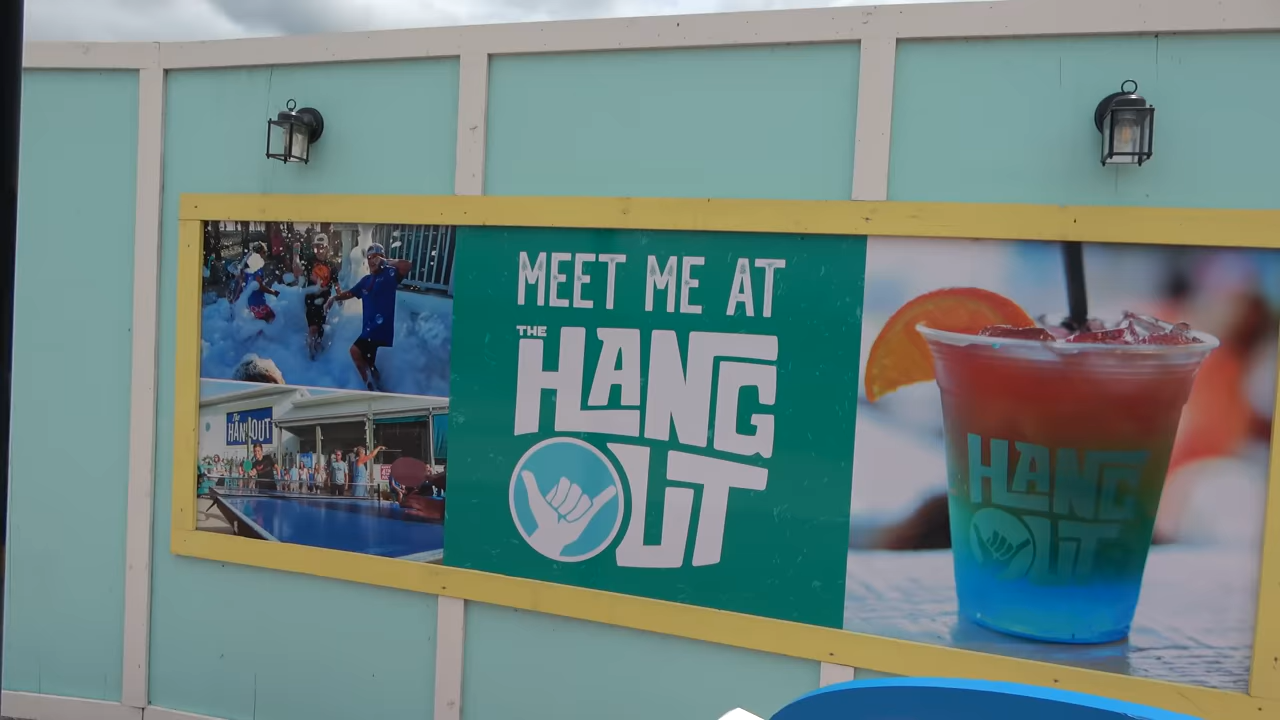 MEET ME AT
THE
HANG
OUT
The
HANGOUT
HANG
OUT